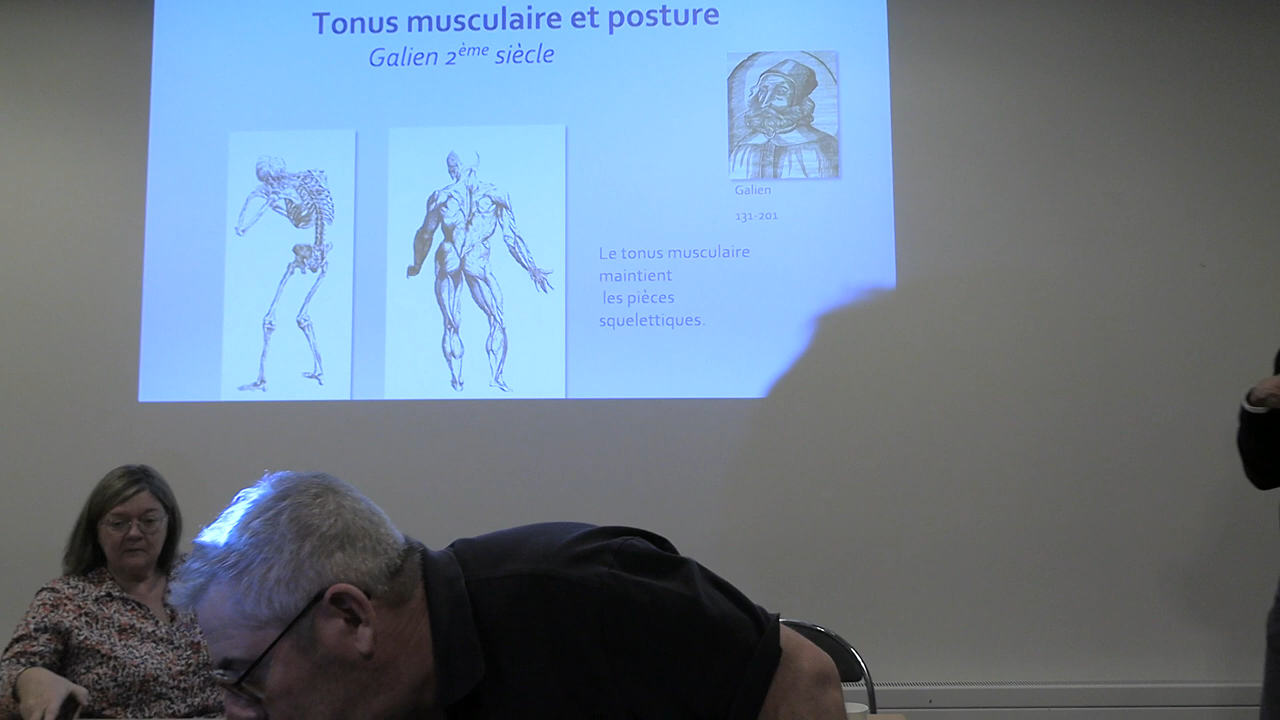 Tonus musculaire et posture
Galien 2ème siècle
Galien
131-201
Le tonus musculaire
maintient
les pièces
squelettiques.